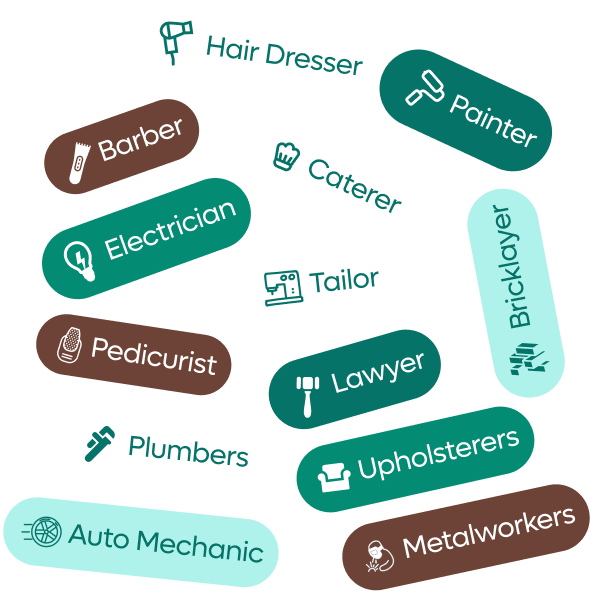 Hair Dresser
Painter
Barber
Caterer
Electrician
Bricklayer
Tailor
Pedicurist
Lawyer
Plumbers
Upholsterers
Auto Mechanic
Metalworkers